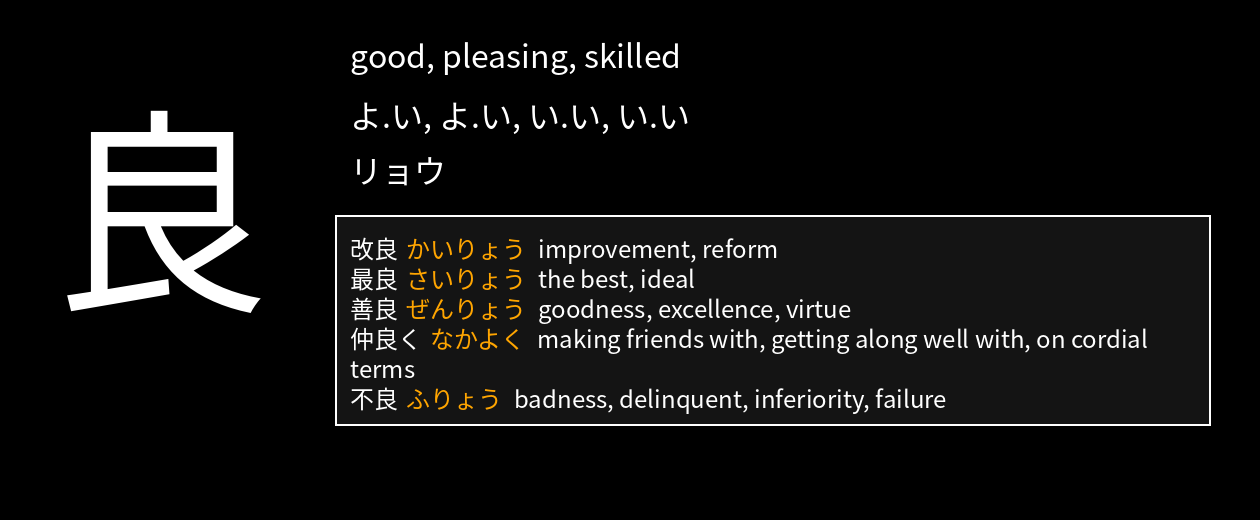 良
good, pleasing, skilled
よ.い, よ.い, い.い, い.い
リョウ
改良 かいりょう improvement, reform
最良 さいりょう the best, ideal
善良 ぜんりょう goodness, excellence, virtue
仲良く なかよく making friends with, getting along well with, on cordial
terms
不良 ふりょう badness, delinquent, inferiority, failure